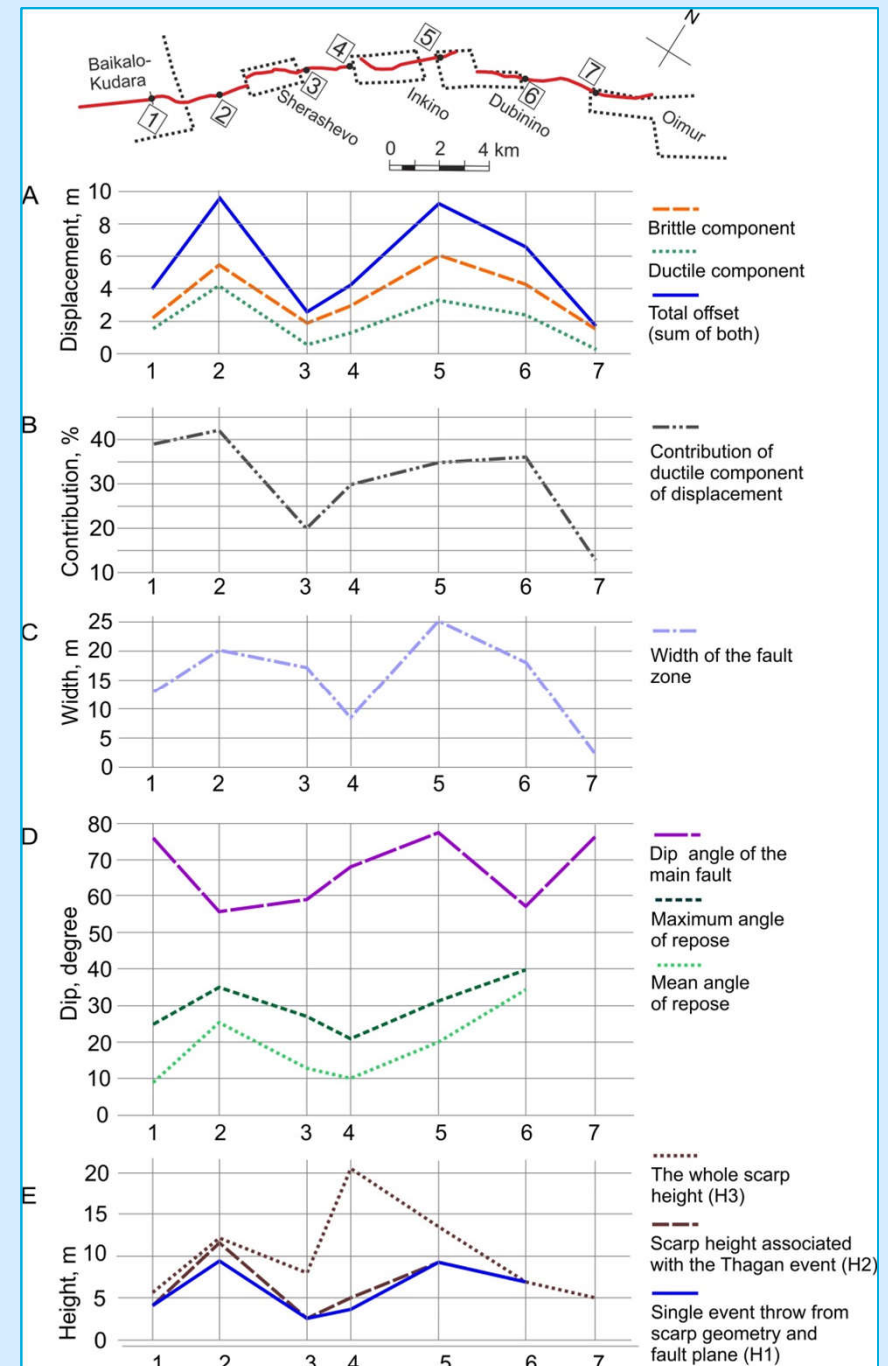 N
Baikalo-
Kudara
1
2
3
4
5
6
7
Sherashevo
Inkino
Dubinino
Oimur
0 2 4 km
A
Displacement, m
10
8
6
4
2
0
1 2 3 4 5 6 7
Brittle component
Ductile component
Total offset
(sum of both)
B
Contribution, %
40
30
20
10
1 2 3 4 5 6 7
Contribution of
ductile component
of displacement
C
Width, m
25
20
15
10
5
0
1 2 3 4 5 6 7
Width of the fault
zone
D
Dip, degree
80
70
60
50
40
30
20
10
0
1 2 3 4 5 6 7
Dip angle of the
main fault
Maximum angle
of repose
Mean angle
of repose
E
Height, m
20
15
10
5
0
1 2 3 4 5 6 7
The whole scarp
height (H3)
Scarp height associated
with the Thagan event (H2)
Single event throw from
scarp geometry and
fault plane (H1)